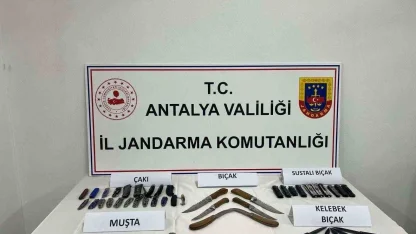 T.C.
ANTALYA VALİLİĞİ
İL JANDARMA KOMUTANLIĞI
ÇAKI
BIÇAK
SUSTALI BIÇAK
MUŞTA
KELEBEK
BIÇAK